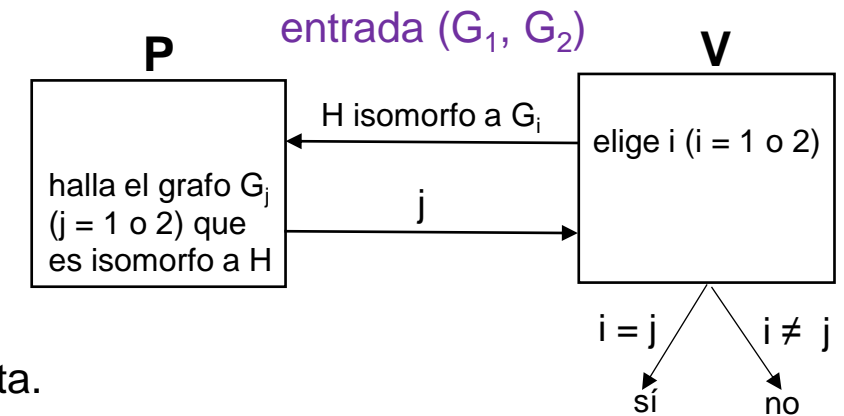 entrada (G₁, G₂)
P
V
H isomorfo a Gᵢ
elige i (i = 1 o 2)
halla el grafo Gⱼ
(j = 1 o 2) que
es isomorfo a H
j
i = j
i ≠ j
ta.
sí
no